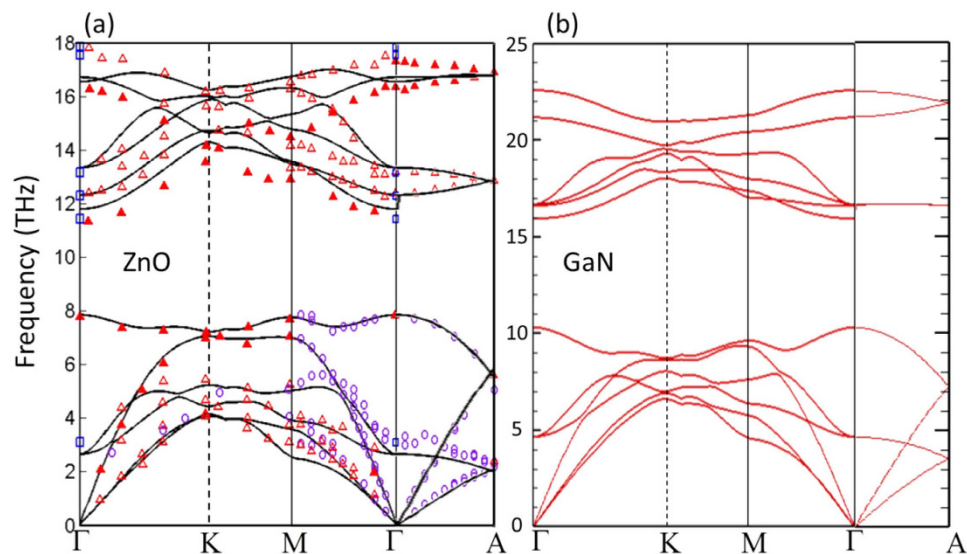 (a)
(b)
Frequency (THz)
18
16
14
12
10
8
6
4
2
0
ZnO
Γ K M Γ A
25
20
15
10
5
0
GaN
Γ K M Γ A